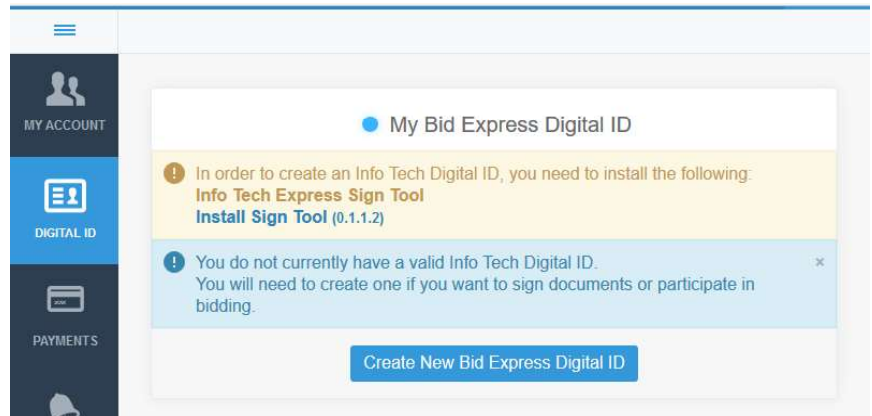 MY ACCOUNT
DIGITAL ID
PAYMENTS
My Bid Express Digital ID
In order to create an Info Tech Digital ID, you need to install the following:
Info Tech Express Sign Tool
Install Sign Tool (0.1.1.2)
You do not currently have a valid Info Tech Digital ID.
You will need to create one if you want to sign documents or participate in
bidding.
Create New Bid Express Digital ID